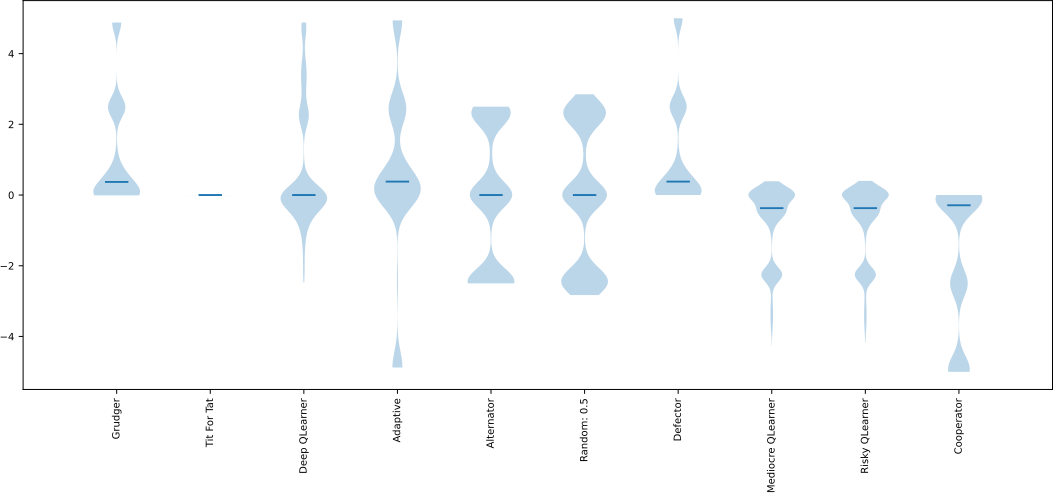 4
2
0
−2
−4
Grudger
Tit For Tat
Deep QLearner
Adaptive
Alternator
Random: 0.5
Defector
Mediocre QLearner
Risky QLearner
Cooperator